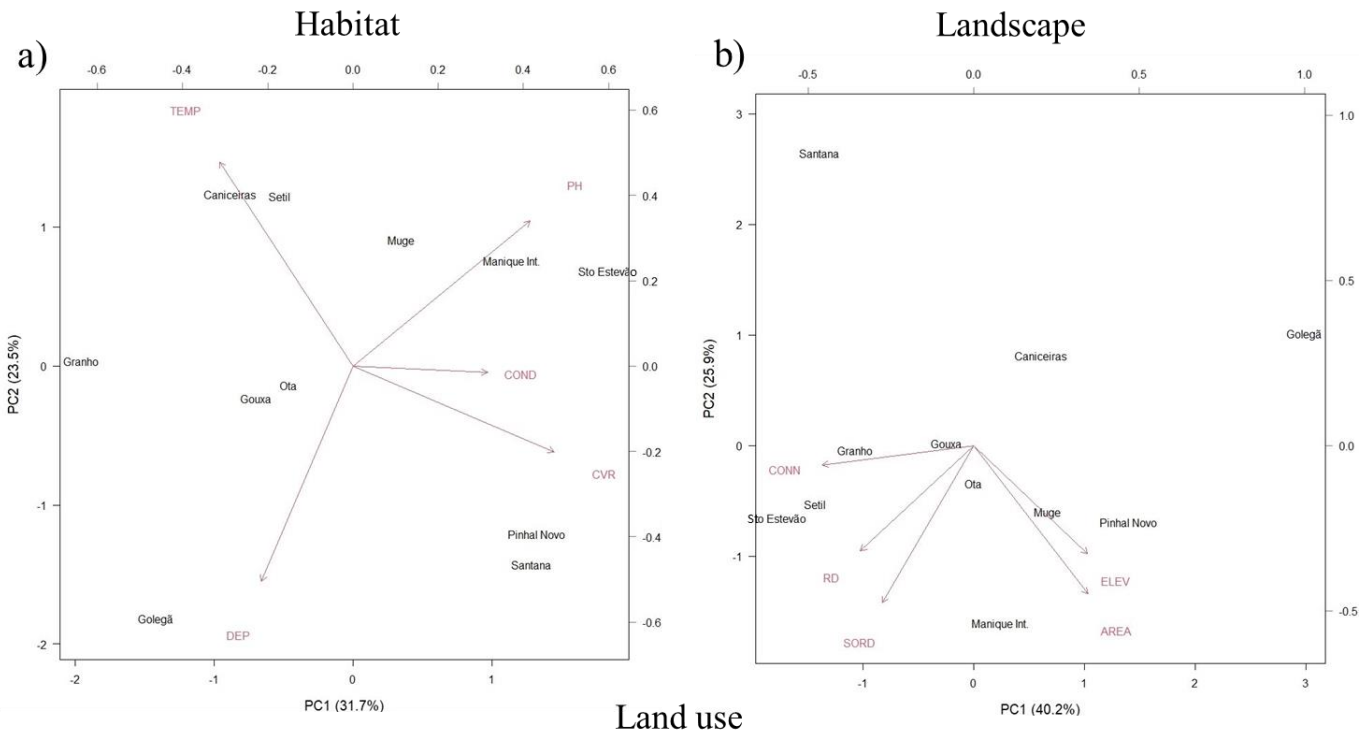 Habitat
Landscape
a)
b)
-0.6 -0.4 -0.2 0.0 0.2 0.4 0.6
-0.5 0.0 0.5 1.0
TEMP
0.6
3
1.0
Santana
PH
Caniceiras
Setil
0.4
2
1
Muge
Manique Int.
Sto Estevão
0.2
0.5
Golegã
1
Caniceiras
PC2 (23.5%)
PC2 (25.9%)
Granho
0
0.0
COND
Ota
Gouxa
0
Gouxa
0.0
Granho
CONN
-0.2
CVR
Ota
Setil
Sto Estevão
Muge
Pinhal Novo
-1
Pinhal Novo
-0.4
Santana
-1
RD
ELEV
Golegã
-0.6
DEP
-0.5
Manique Int.
AREA
SORD
-2
-2 -1 0 1
-1 0 1 2 3
PC1 (31.7%)
PC1 (40.2%)
Land use